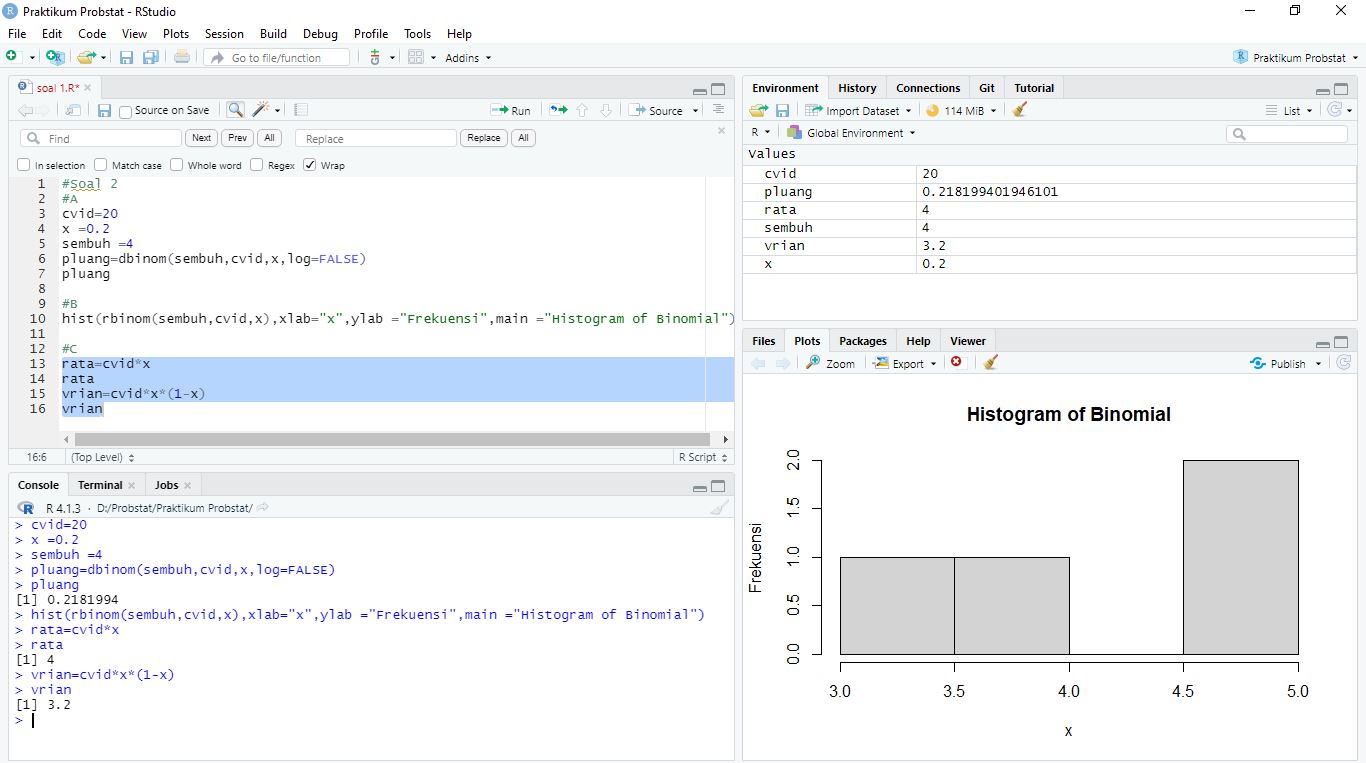 Praktikum Probstat - RStudio
File Edit Code View Plots Session Build Debug Profile Tools Help
Go to file/function Addins Praktikum Probstat
soal 1.R*
Source on Save Run Source
Find Next Prev All Replace Replace All
In selection Match case Whole word Regex Wrap
1 #Soal 2
2 #A
3 cvid=20
4 x =0.2
5 sembuh =4
6 pluang=dbinom(sembuh,cvid,x,log=FALSE)
7 pluang
8
9 #B
10 hist(rbinom(sembuh,cvid,x),xlab="x",ylab ="Frekuensi",main ="Histogram of Binomial")
11
12 #C
13 rata=cvid*x
14 rata
15 vrian=cvid*x*(1-x)
16 vrian
16:6 (Top Level) R Script
Console Terminal Jobs
R 4.1.3 · D:/Probstat/Praktikum Probstat/
> cvid=20
> x =0.2
> sembuh =4
> pluang=dbinom(sembuh,cvid,x,log=FALSE)
> pluang
[1] 0.2181994
> hist(rbinom(sembuh,cvid,x),xlab="x",ylab ="Frekuensi",main ="Histogram of Binomial")
> rata=cvid*x
> rata
[1] 4
> vrian=cvid*x*(1-x)
> vrian
[1] 3.2
>
Environment History Connections Git Tutorial
Import Dataset 114 MiB List
R Global Environment
Values
cvid 20
pluang 0.218199401946101
rata 4
sembuh 4
vrian 3.2
x 0.2
Files Plots Packages Help Viewer
Zoom Export Publish
Histogram of Binomial
Frekuensi
2.0
1.5
1.0
0.5
0.0
3.0 3.5 4.0 4.5 5.0
x